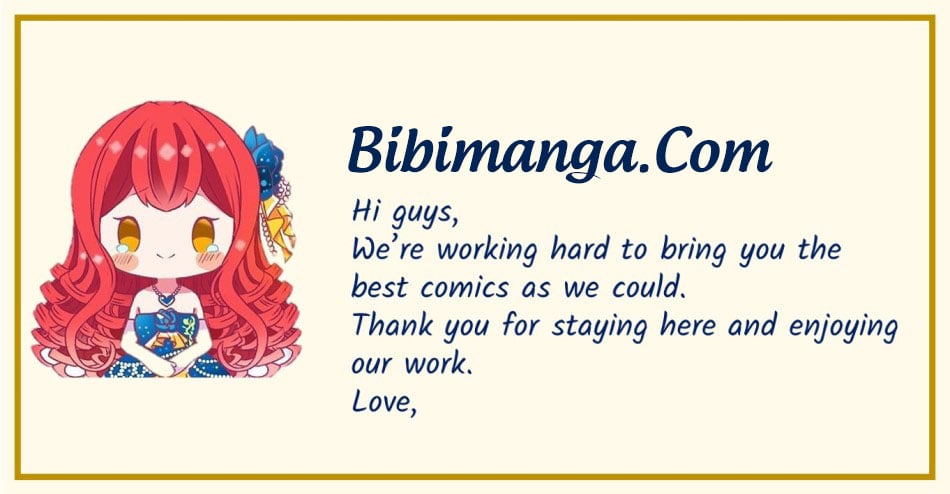 Bibimanga.Com
Hi guys,
We're working hard to bring you the
best comics as we could.
Thank you for staying here and enjoying
our work.
Love,